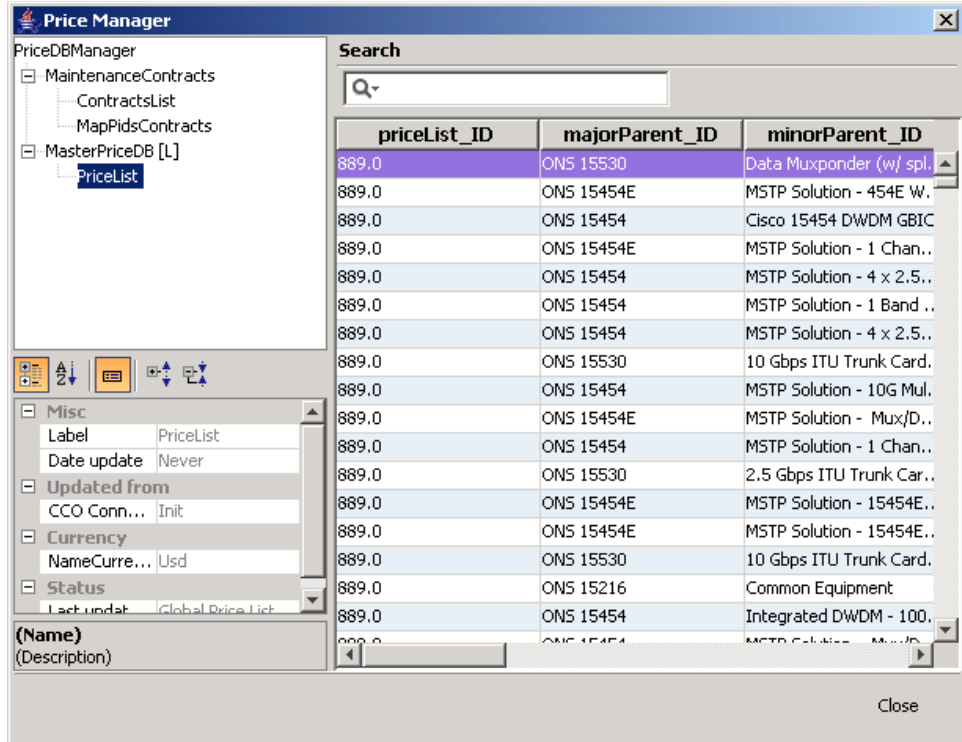 Price Manager
PriceDBManager
MaintenanceContracts
ContractsList
MapPidsContracts
MasterPriceDB [L]
PriceList
Misc
Label PriceList
Date update Never
Updated from
CCO Conn... Init
Currency
NameCurre... Usd
Status
Last updat Global Price List
(Name)
(Description)
Search
priceList_ID majorParent_ID minorParent_ID
889.0 ONS 15530 Data Muxponder (w/ spl.
889.0 ONS 15454E MSTP Solution - 454E W.
889.0 ONS 15454 Cisco 15454 DWDM GBIC
889.0 ONS 15454E MSTP Solution - 1 Chan..
889.0 ONS 15454 MSTP Solution - 4 x 2.5..
889.0 ONS 15454 MSTP Solution - 1 Band ..
889.0 ONS 15454 MSTP Solution - 4 x 2.5..
889.0 ONS 15530 10 Gbps ITU Trunk Card.
889.0 ONS 15454 MSTP Solution - 10G Mul.
889.0 ONS 15454E MSTP Solution - Mux/D..
889.0 ONS 15454 MSTP Solution - 1 Chan..
889.0 ONS 15530 2.5 Gbps ITU Trunk Car..
889.0 ONS 15454E MSTP Solution - 15454E..
889.0 ONS 15454E MSTP Solution - 15454E..
889.0 ONS 15530 10 Gbps ITU Trunk Card.
889.0 ONS 15216 Common Equipment
889.0 ONS 15454 Integrated DWDM - 100.
Close